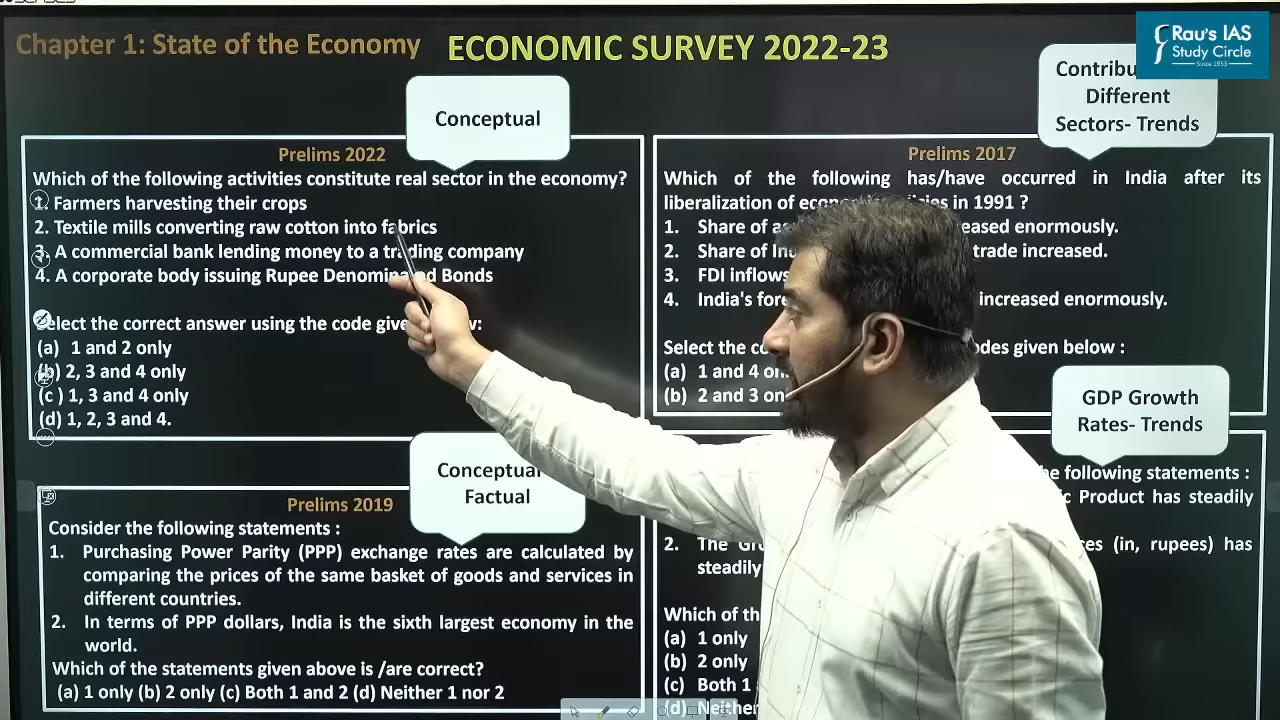 Chapter 1: State of the Economy
ECONOMIC SURVEY 2022-23
Rau's IAS
Study Circle
Since 1953
Conceptual
Different
Sectors- Trends
Prelims 2022
Which of the following activities constitute real sector in the economy?
1. Farmers harvesting their crops
2. Textile mills converting raw cotton into fabrics
3. A commercial bank lending money to a trading company
4. A corporate body issuing Rupee Bonds
Select the correct answer using the code
(a) 1 and 2 only
(b) 2, 3 and 4 only
(c ) 1, 3 and 4 only
(d) 1, 2, 3 and 4.
Prelims 2017
Which of the following has/have occurred in India after its
liberalization of in 1991 ?
1. Share of enormously.
2. Share of trade increased.
3. FDI inflows
4. India's increased enormously.
Select the given below :
(a) 1 and 4
(b) 2 and 3
Conceptual
Factual
Prelims 2019
Consider the following statements :
1. Purchasing Power Parity (PPP) exchange rates are calculated by
comparing the prices of the same basket of goods and services in
different countries.
2. In terms of PPP dollars, India is the sixth largest economy in the
world.
Which of the statements given above is /are correct?
(a) 1 only (b) 2 only (c) Both 1 and 2 (d) Neither 1 nor 2
GDP Growth
Rates- Trends
following statements :
Product has steadily
2. The (in, rupees) has
steadily
Which of
(a) 1 only
(b) 2 only
(c) Both 1
(d) Neither